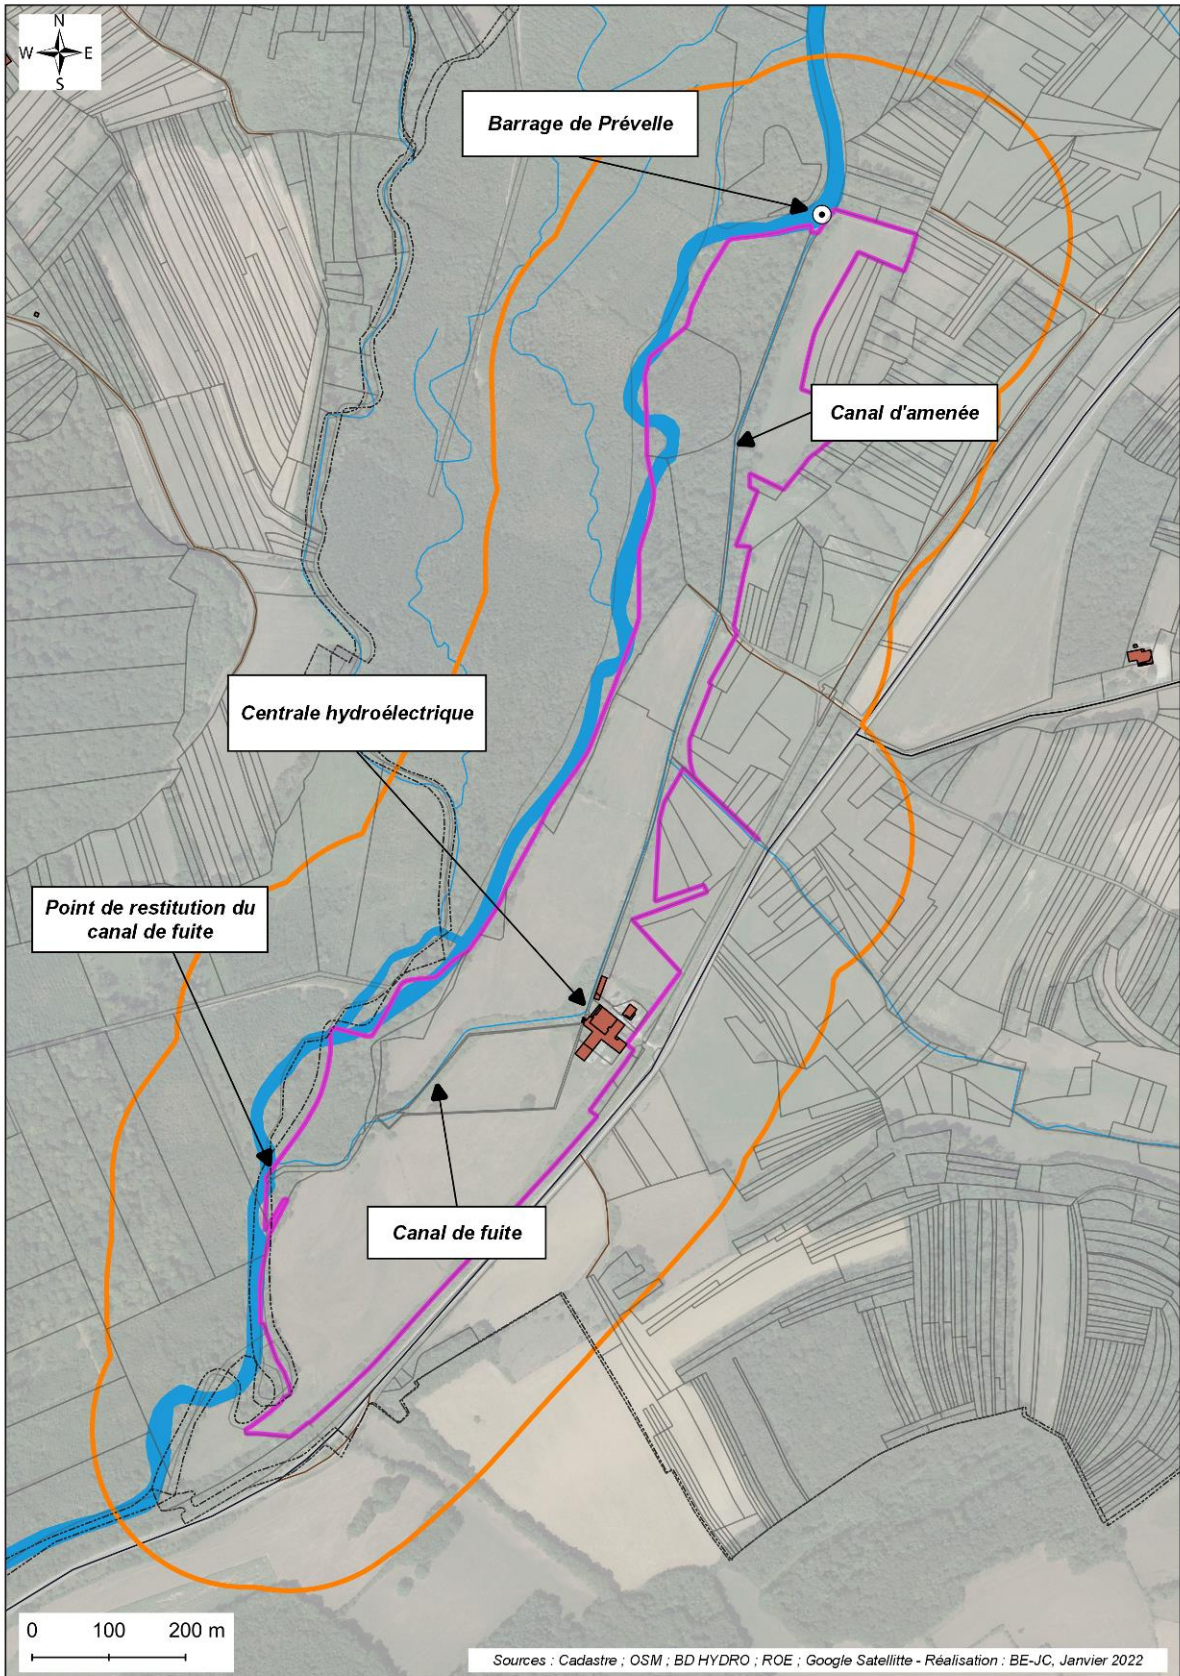 N
W E
S
Barrage de Prévelle
Canal d'amenée
Centrale hydroélectrique
Point de restitution du
canal de fuite
Canal de fuite
0 100 200 m
Sources : Cadastre ; OSM ; BD HYDRO ; ROE ; Google Satellitte - Réalisation : BE-JC, Janvier 2022